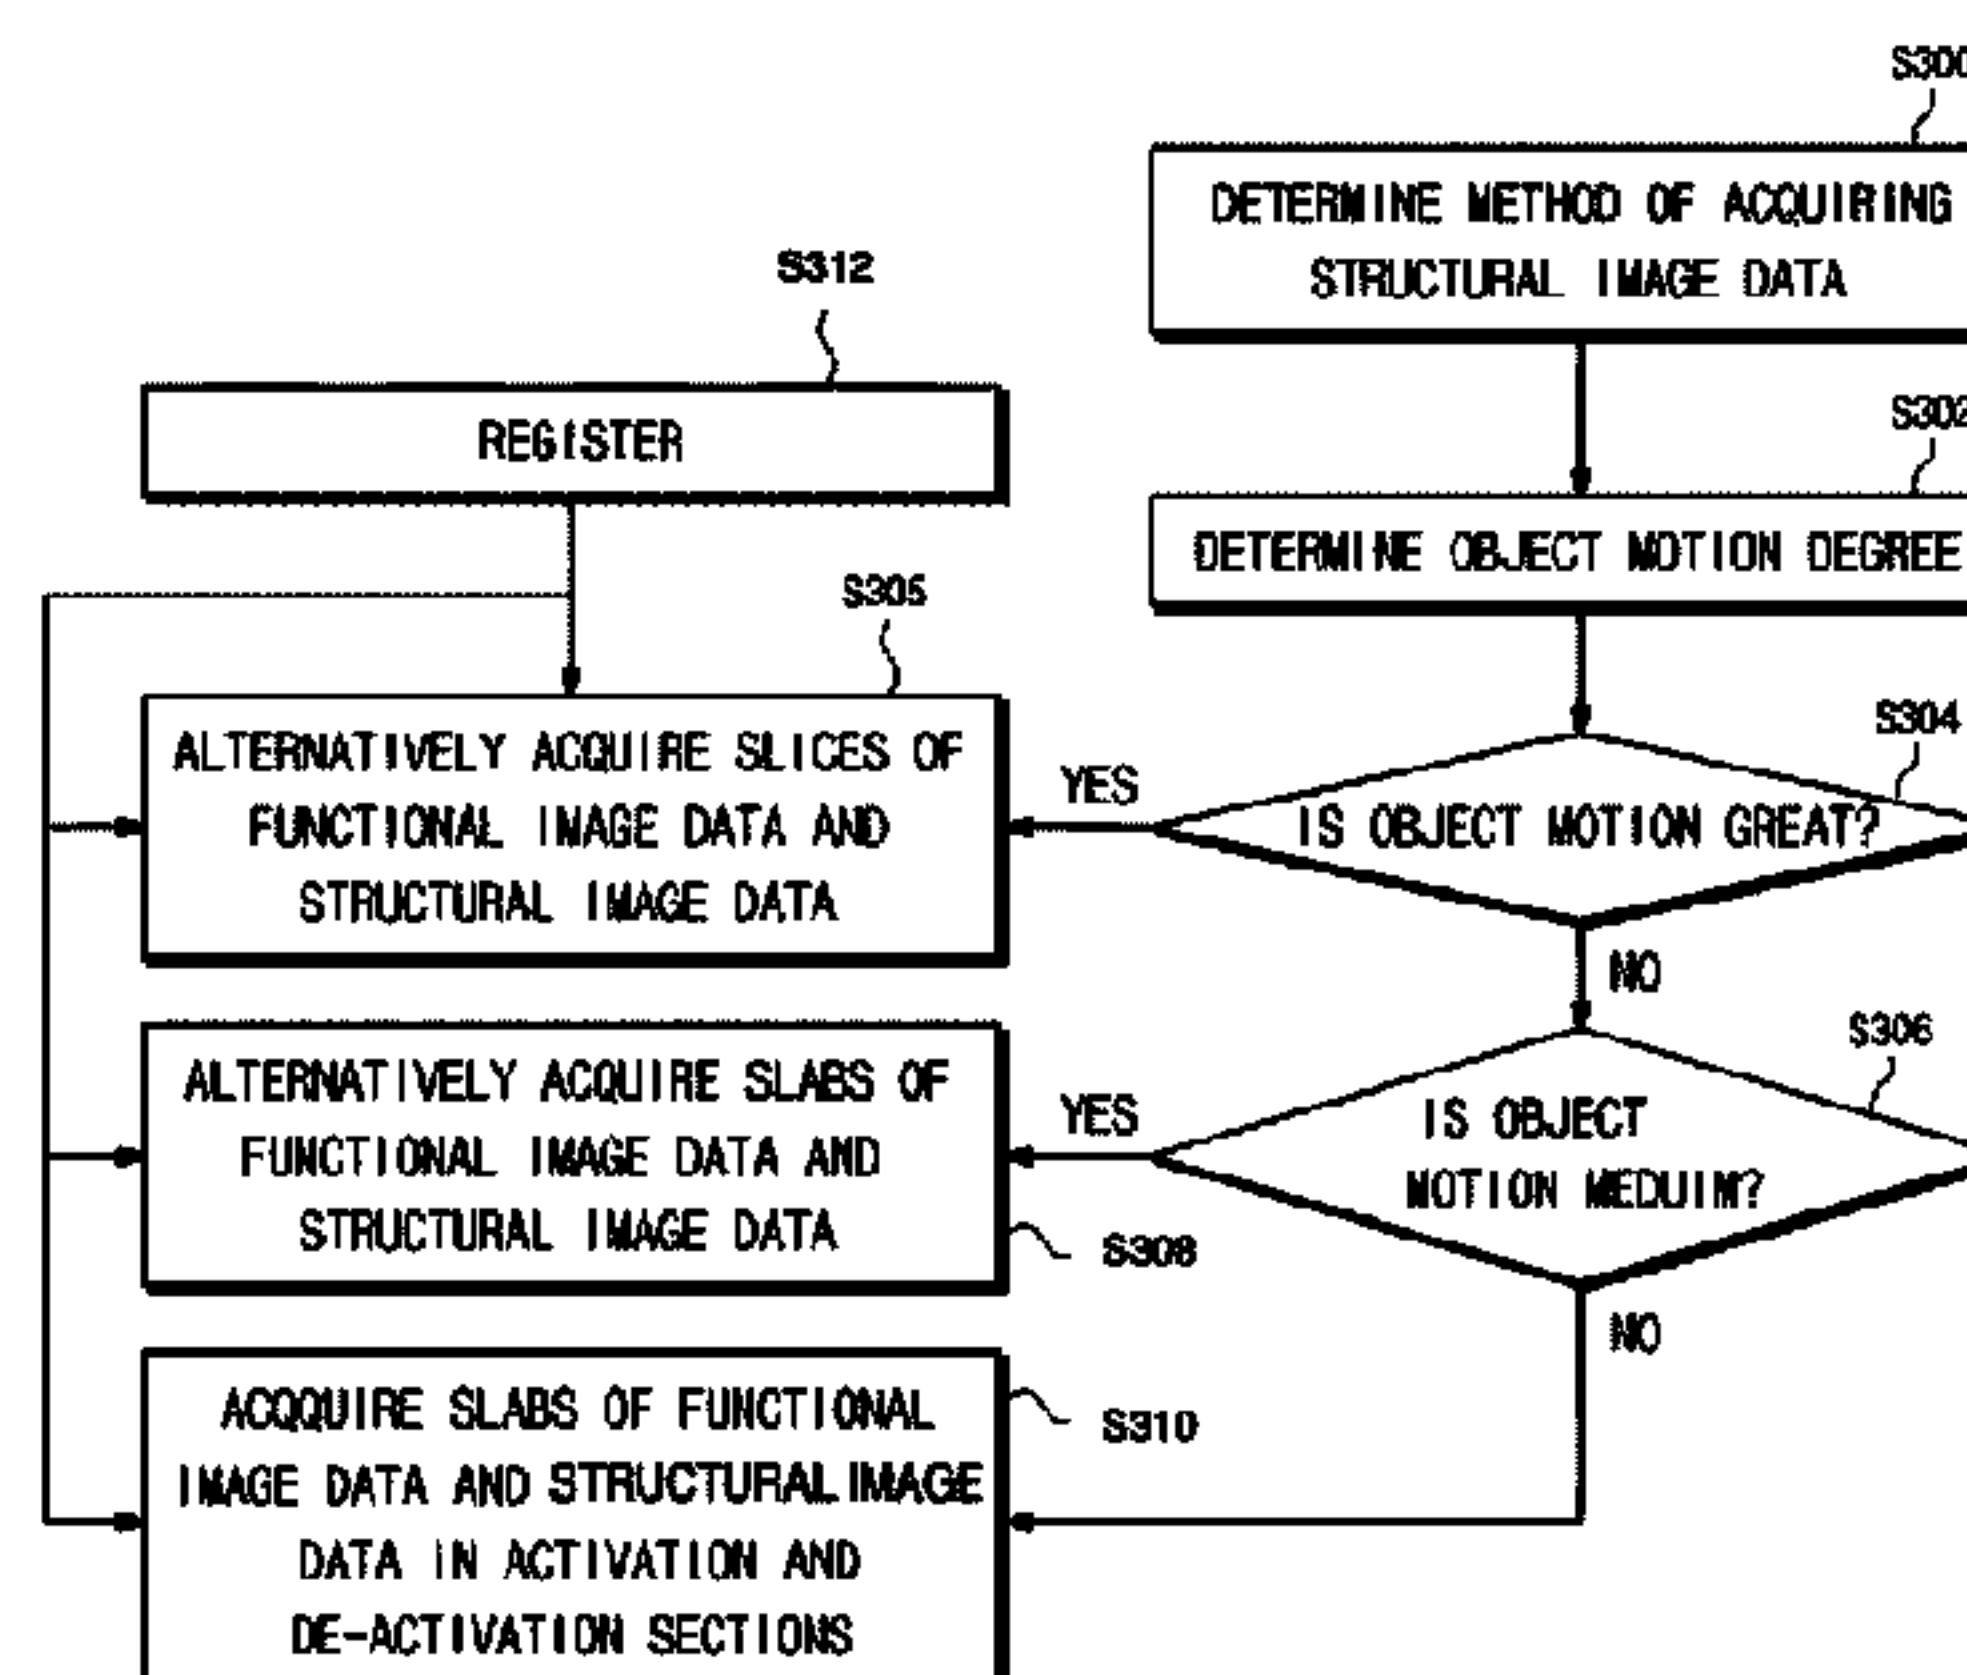 S300
DETERMINE METHOD OF ACQUIRING
STRUCTURAL IMAGE DATA
S312
REGISTER
S302
DETERMINE OBJECT MOTION DEGREE
S305
ALTERNATIVELY ACQUIRE SLICES OF
FUNCTIONAL IMAGE DATA AND
STRUCTURAL IMAGE DATA
YES
S304
IS OBJECT MOTION GREAT?
NO
ALTERNATIVELY ACQUIRE SLABS OF
FUNCTIONAL IMAGE DATA AND
STRUCTURAL IMAGE DATA
S308
YES
S306
IS OBJECT
MOTION MEDUIM?
NO
ACQQUIRE SLABS OF FUNCTIONAL
IMAGE DATA AND STRUCTURAL IMAGE
DATA IN ACTIVATION AND
DE-ACTIVATION SECTIONS
S310